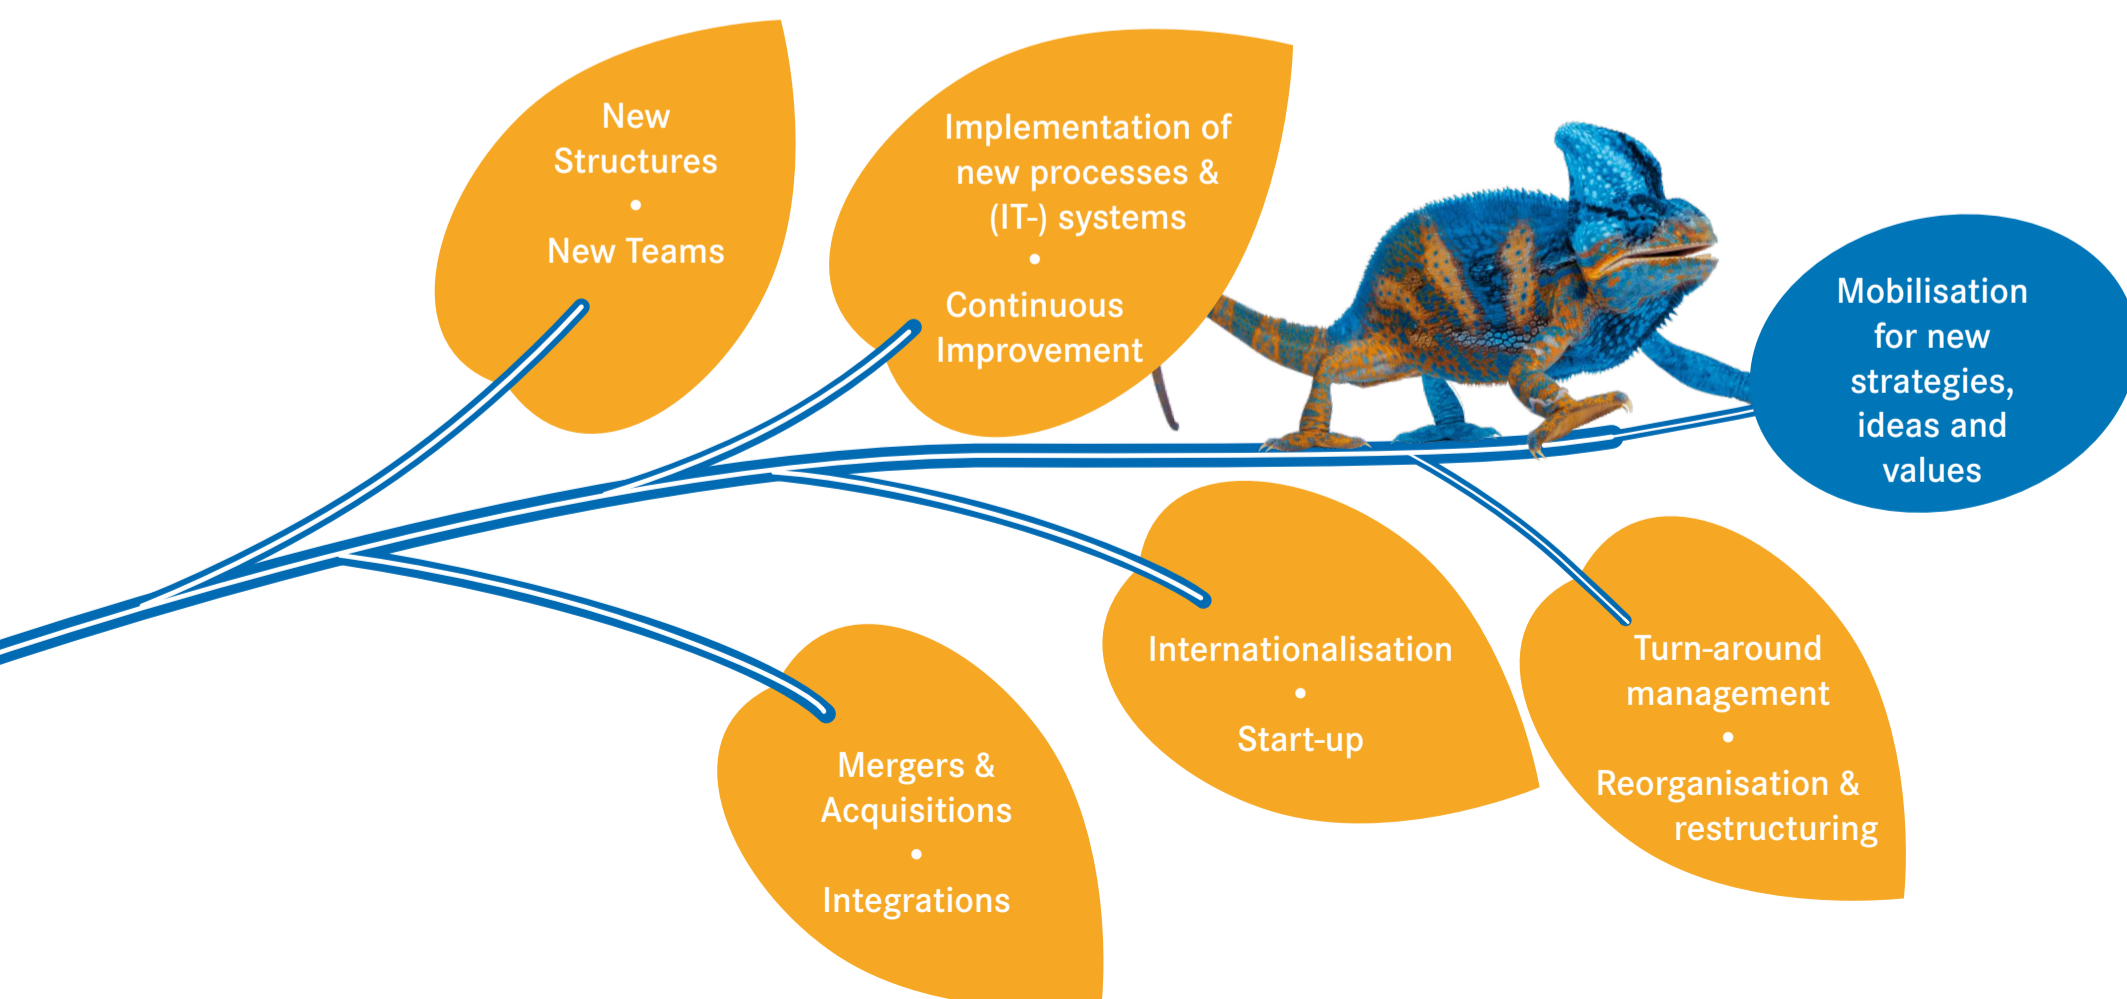 New
Structures
•
New Teams
Implementation of
new processes &
(IT-) systems
•
Continuous
Improvement
Mobilisation
for new
strategies,
ideas and
values
Mergers &
Acquisitions
•
Integrations
Internationalisation
•
Start-up
Turn-around
management
•
Reorganisation &
restructuring